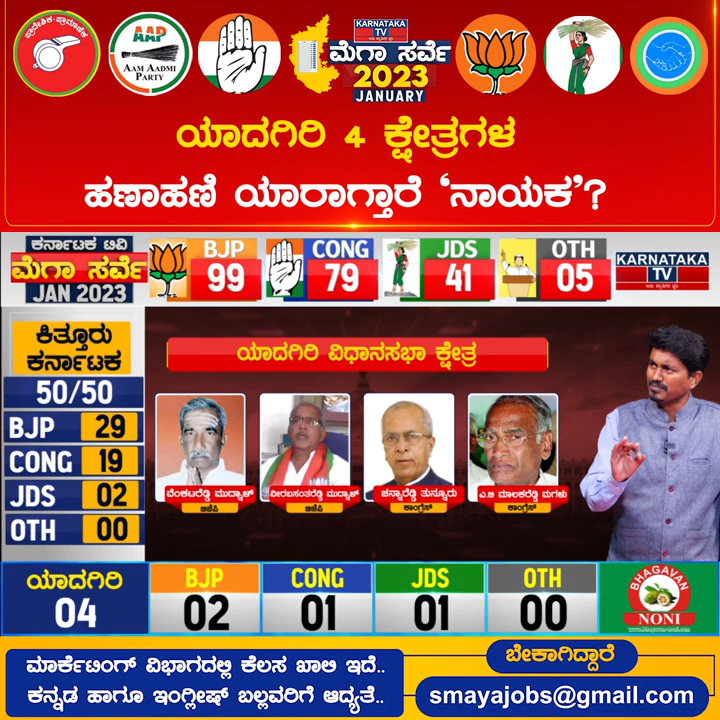 ಪ್ರಾದೇಶಿಕ-ಪ್ರಾಮಾಣಿಕ
AAP
AAM AADMI
PARTY
KARNATAKA
TV
ಮೆಗಾ ಸರ್ವೆ
2023
JANUARY
ಯಾದಗಿರಿ 4 ಕ್ಷೇತ್ರಗಳ
ಹಣಾಹಣಿ ಯಾರಾಗ್ತಾರೆ ‘ನಾಯಕ’?
ಕರ್ನಾಟಕ ಟಿವಿ
ಮೆಗಾ ಸರ್ವೆ
JAN 2023
BJP
99
CONG
79
JDS
41
OTH
05
KARNATAKA
TV
ಕಿತ್ತೂರು
ಕರ್ನಾಟಕ
50/50
BJP 29
CONG 19
JDS 02
OTH 00
ಯಾದಗಿರಿ ವಿಧಾನಸಭಾ ಕ್ಷೇತ್ರ
ವೆಂಕಟರೆಡ್ಡಿ ಮುದ್ನಾಳ್
ಬಿಜೆಪಿ
ವೀರಬಸಂತರೆಡ್ಡಿ ಮುದ್ನಾಳ್
ಬಿಜೆಪಿ
ಚನ್ನಾರೆಡ್ಡಿ ತುನ್ನೂರು
ಕಾಂಗ್ರೆಸ್
ಎ.ಬಿ ಮಾಲಕರೆಡ್ಡಿ ಮಗಳು
ಕಾಂಗ್ರೆಸ್
ಯಾದಗಿರಿ
04
BJP
02
CONG
01
JDS
01
OTH
00
BHAGAVAN
NONI
ಮಾರ್ಕೆಟಿಂಗ್ ವಿಭಾಗದಲ್ಲಿ ಕೆಲಸ ಖಾಲಿ ಇದೆ..
ಕನ್ನಡ ಹಾಗೂ ಇಂಗ್ಲೀಷ್ ಬಲ್ಲವರಿಗೆ ಆದ್ಯತೆ..
ಬೇಕಾಗಿದ್ದಾರೆ
smayajobs@gmail.com